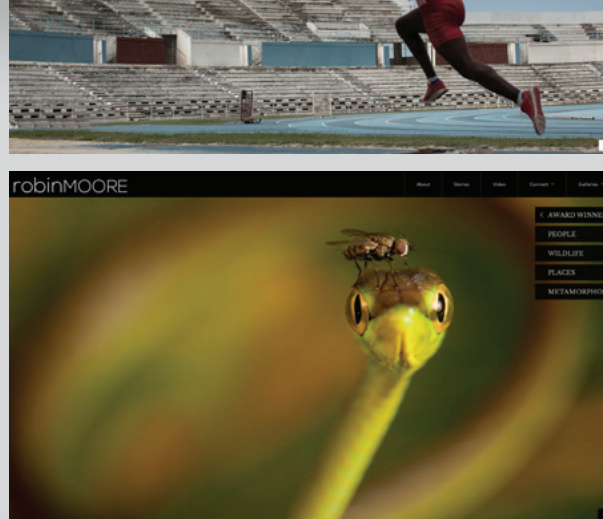 robinMOORE
About Stories Video Connect Galleries
AWARD WINNE
PEOPLE
WILDLIFE
PLACES
METAMORPHO